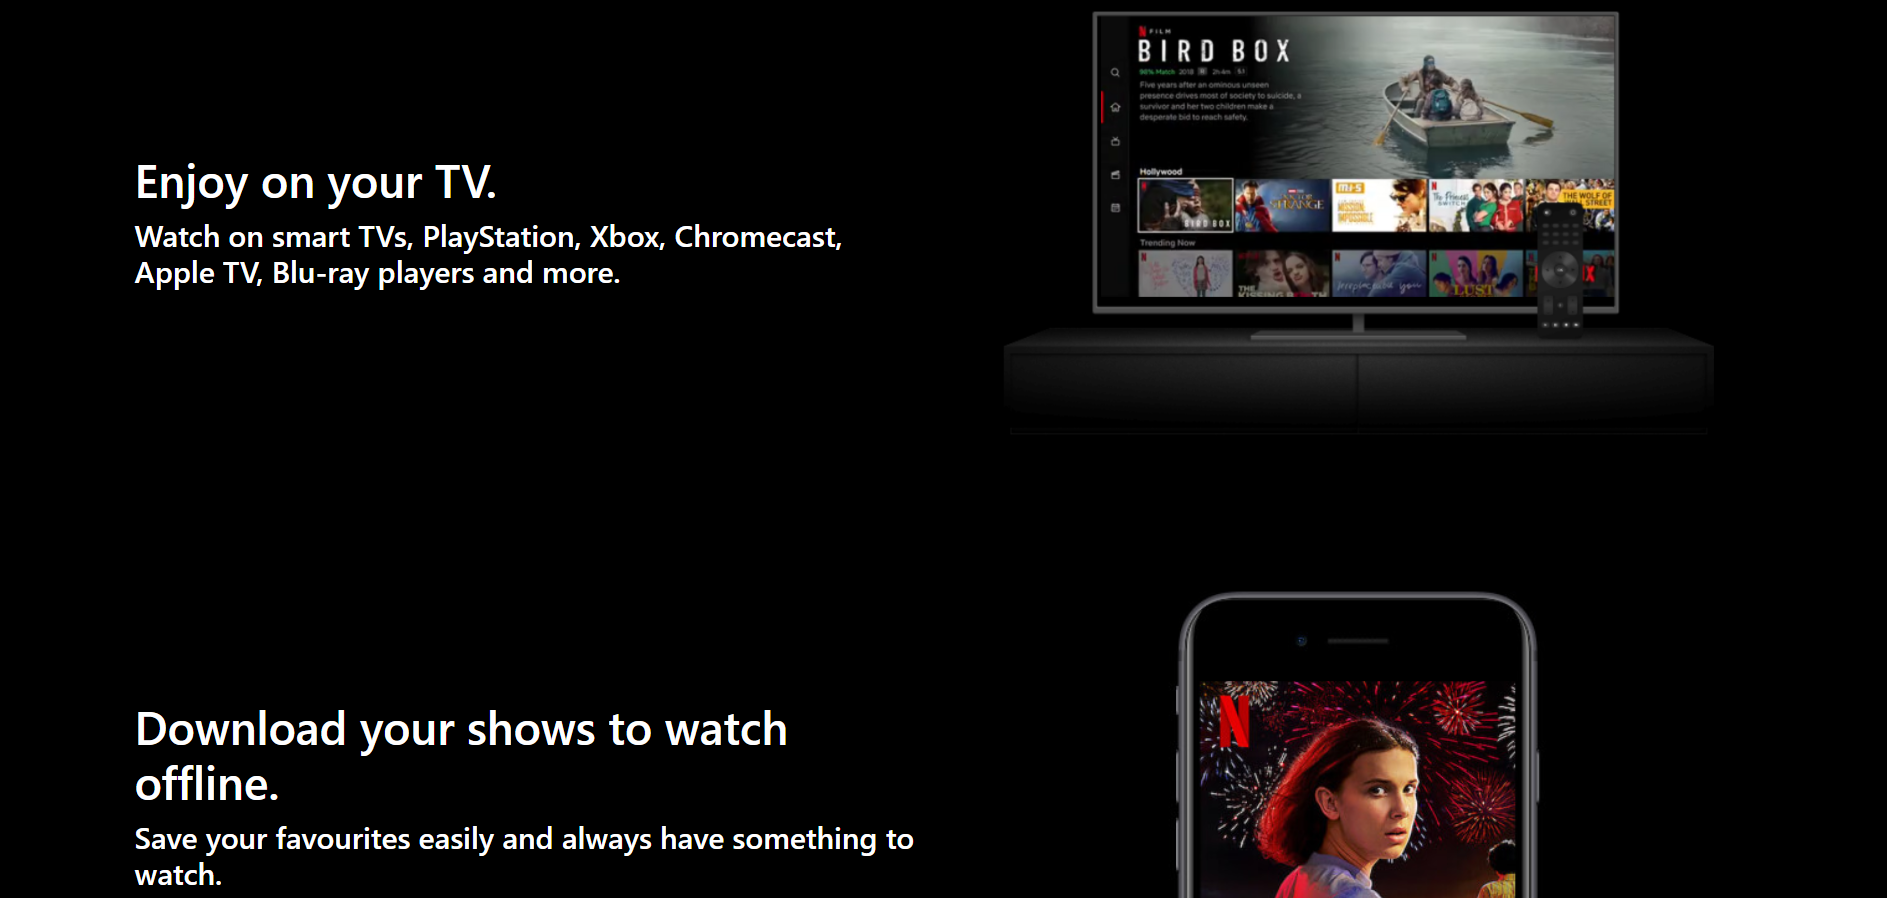 Enjoy on your TV.
Watch on smart TVs, PlayStation, Xbox, Chromecast,
Apple TV, Blu-ray players and more.
N FILM
BIRD BOX
98% Match 2018 2h 4m 5.1
Five years after an ominous unseen
presence drives most of society to suicide, a
survivor and her two children make a
desperate bid to reach safety.
Hollywood
BIRD BOX
DOCTOR STRANGE
M:I-5
MISSION
IMPOSSIBLE
The Princess
SWITCH
THE WOLF OF
STREET
Trending Now
THE
KISSING BOOTH
irreplaceable you
LUST
Download your shows to watch
offline.
Save your favourites easily and always have something to
watch.
N